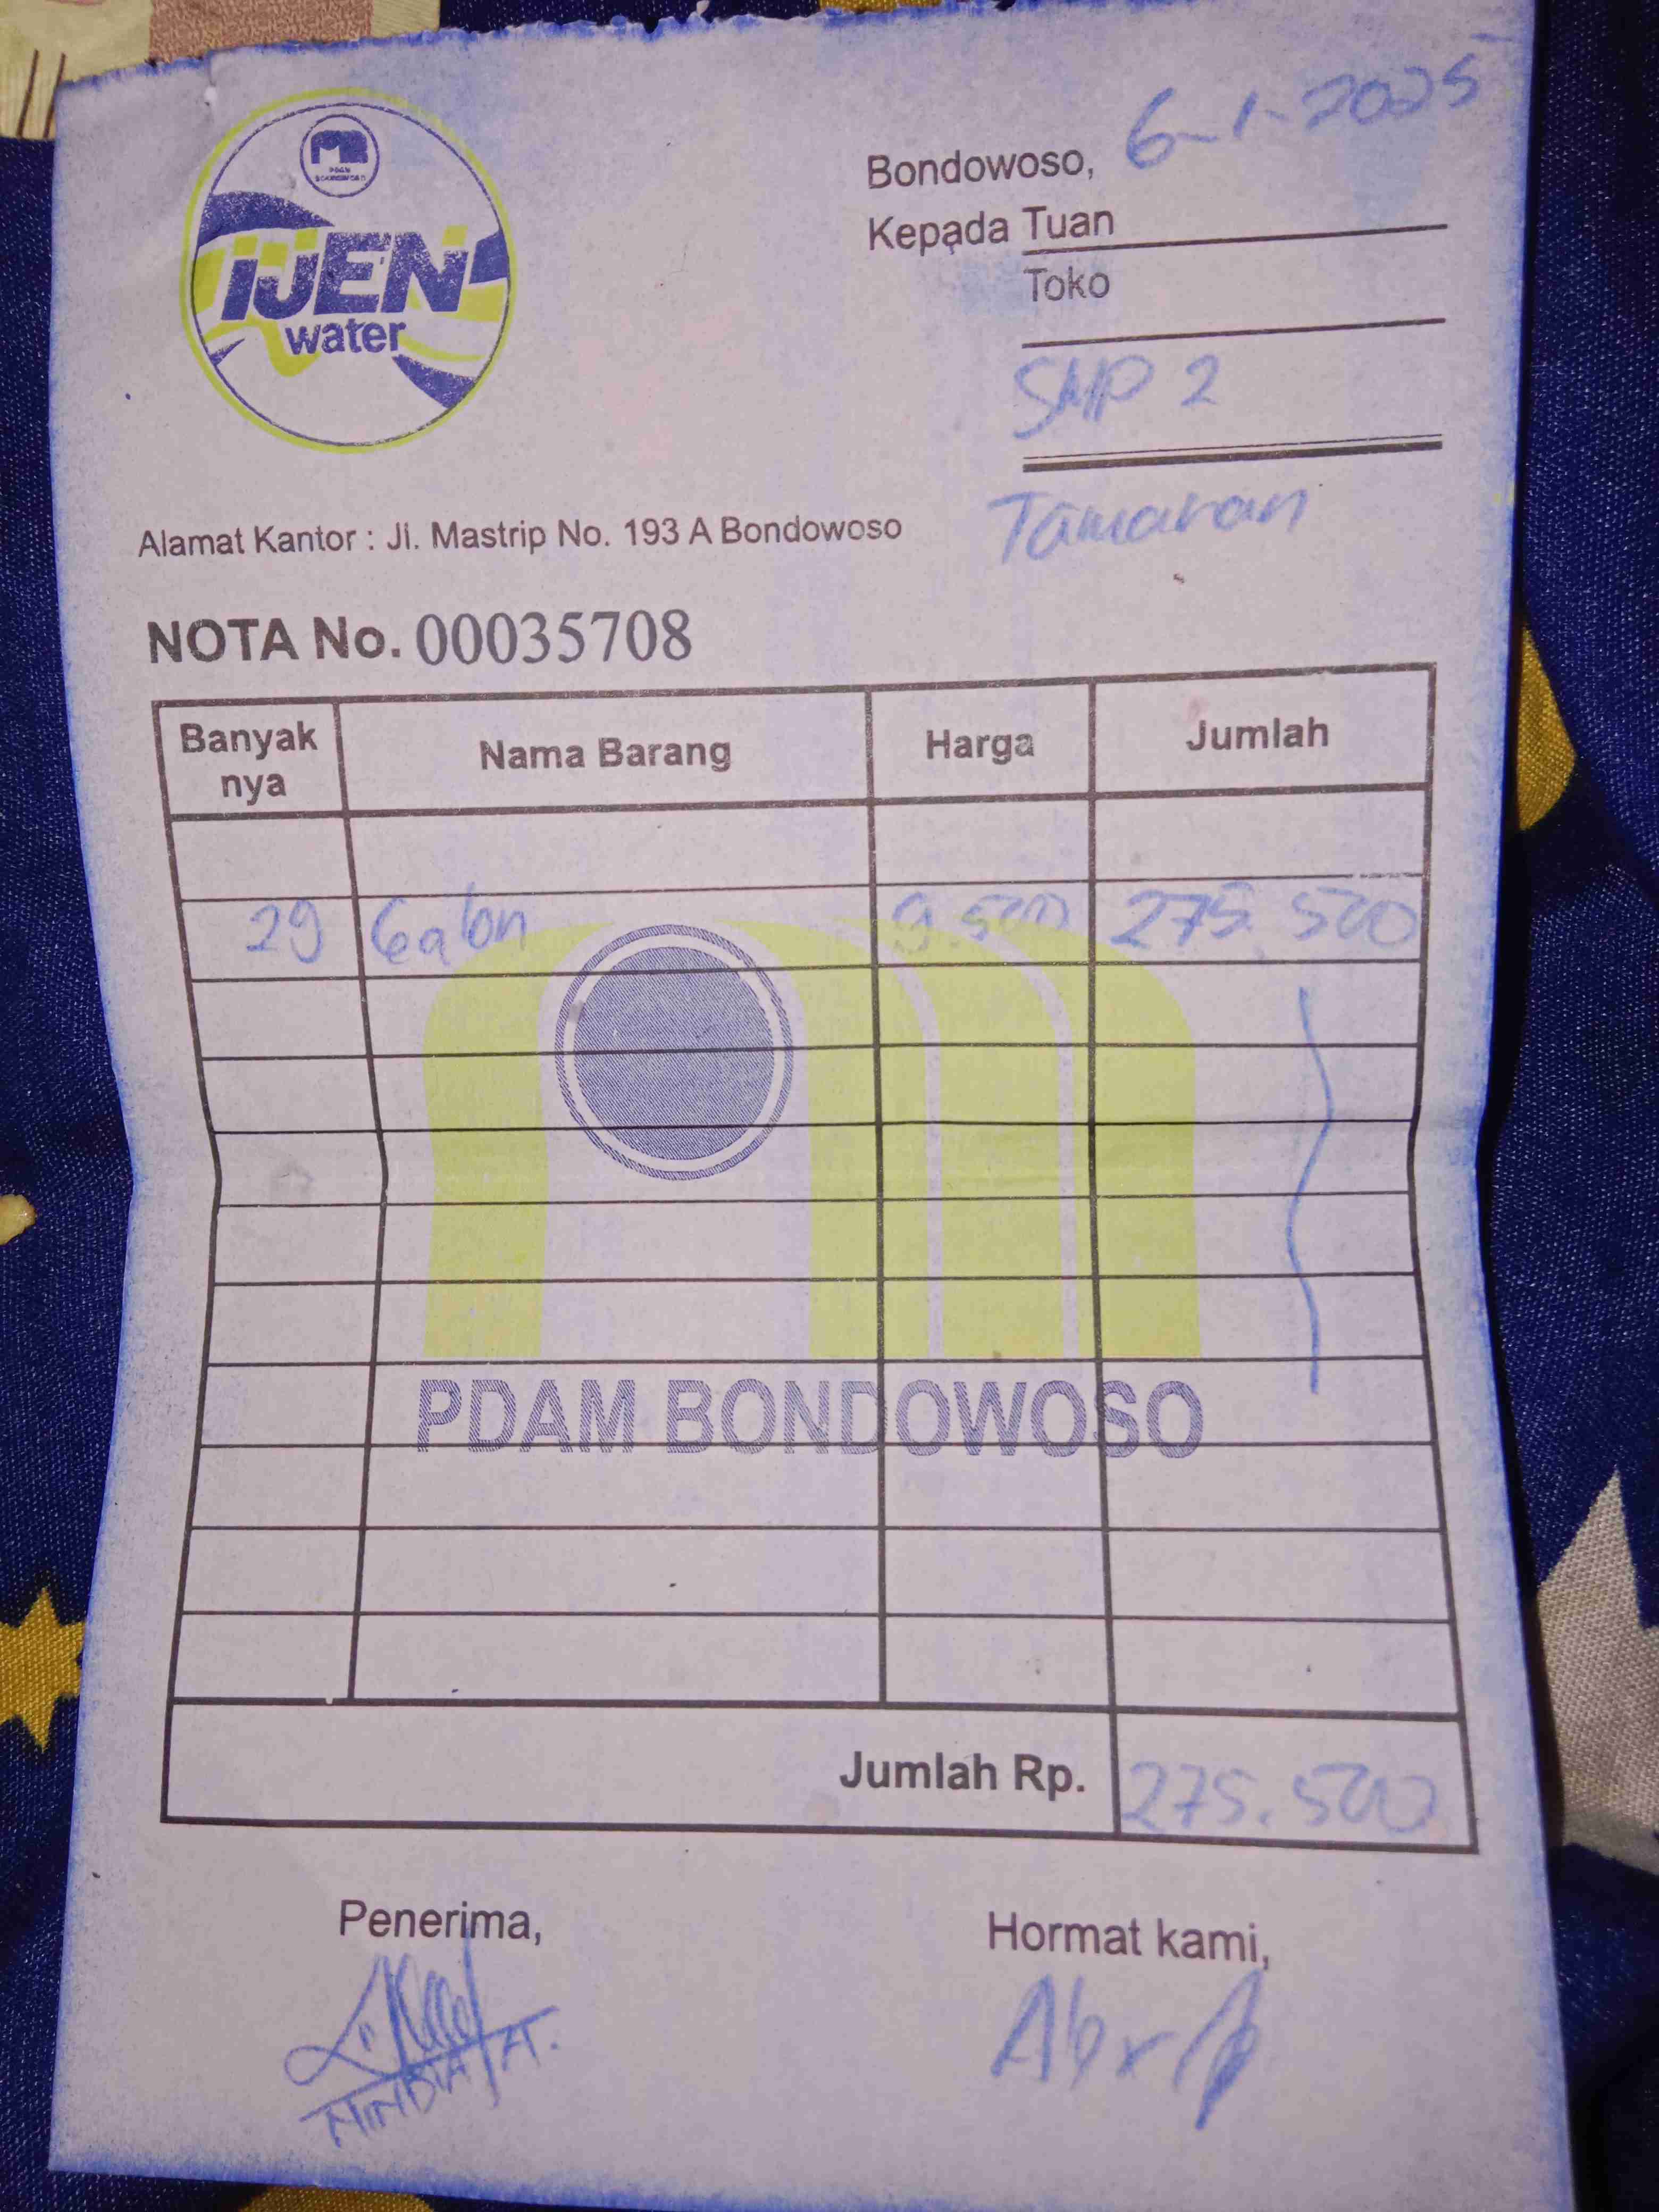 PDAM
BONDOWOSO
iJEN
water
Bondowoso, 6-1-2025
Kepada Tuan
Toko
SMP 2
Tamanan
Alamat Kantor : Jl. Mastrip No. 193 A Bondowoso
NOTA No. 00035708
Banyak nya Nama Barang Harga Jumlah
29 Galon 9.500 275.500
PDAM BONDOWOSO
Jumlah Rp. 275.500
Penerima, Hormat kami,
NINDIA A.